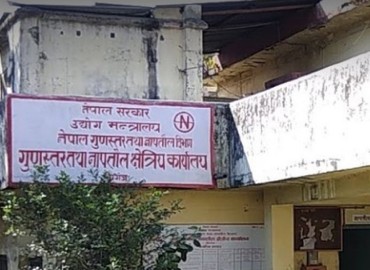 नेपाल सरकार
उद्योग मन्त्रालय
नेपाल गुणस्तर तथा नापतौल विभाग
गुणस्तर तथा नापतौल क्षेत्रिय कार्यालय
N